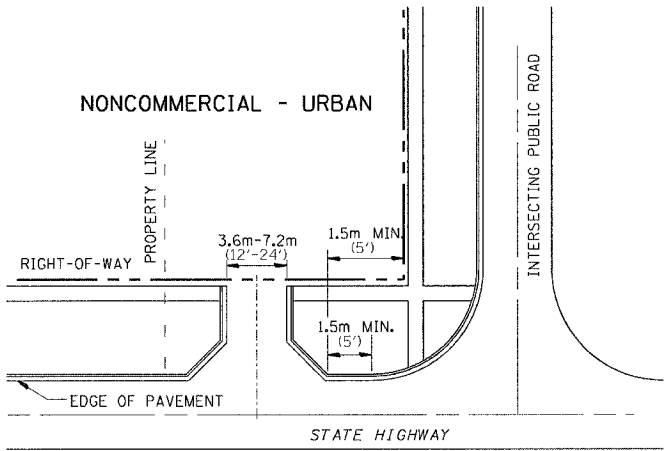 NONCOMMERCIAL - URBAN
PROPERTY LINE
INTERSECTING PUBLIC ROAD
3.6m-7.2m
(12'-24')
1.5m MIN.
(5')
RIGHT-OF-WAY
1.5m MIN.
(5')
EDGE OF PAVEMENT
STATE HIGHWAY